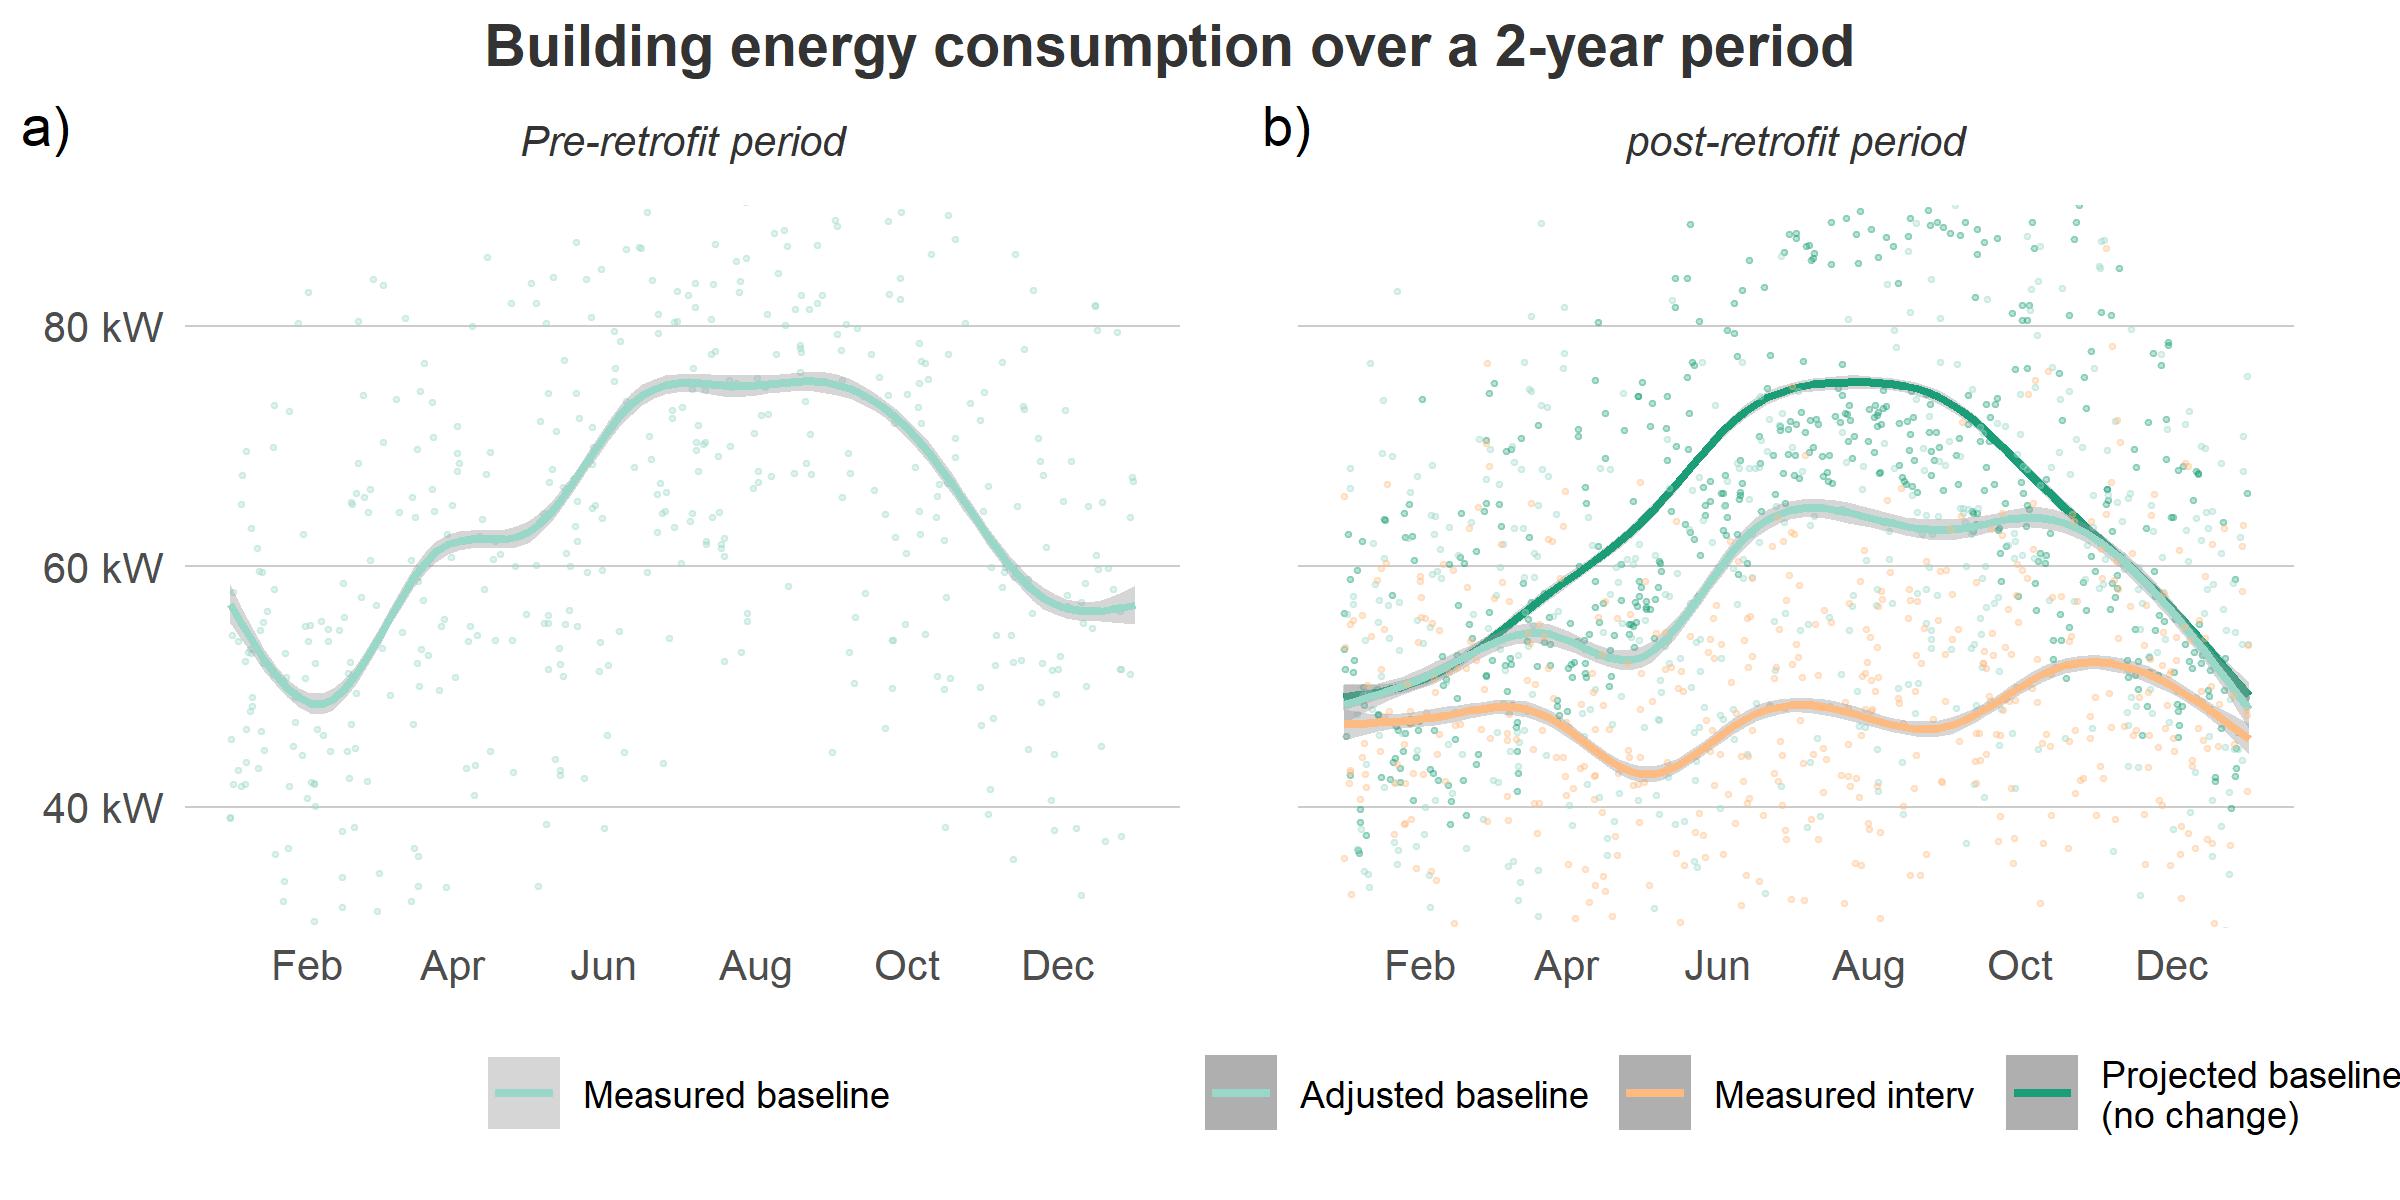 Building energy consumption over a 2-year period
a)
Pre-retrofit period
b)
post-retrofit period
80 kW
60 kW
40 kW
Feb Apr Jun Aug Oct Dec
Feb Apr Jun Aug Oct Dec
Measured baseline
Adjusted baseline
Measured interv
Projected baseline
(no change)